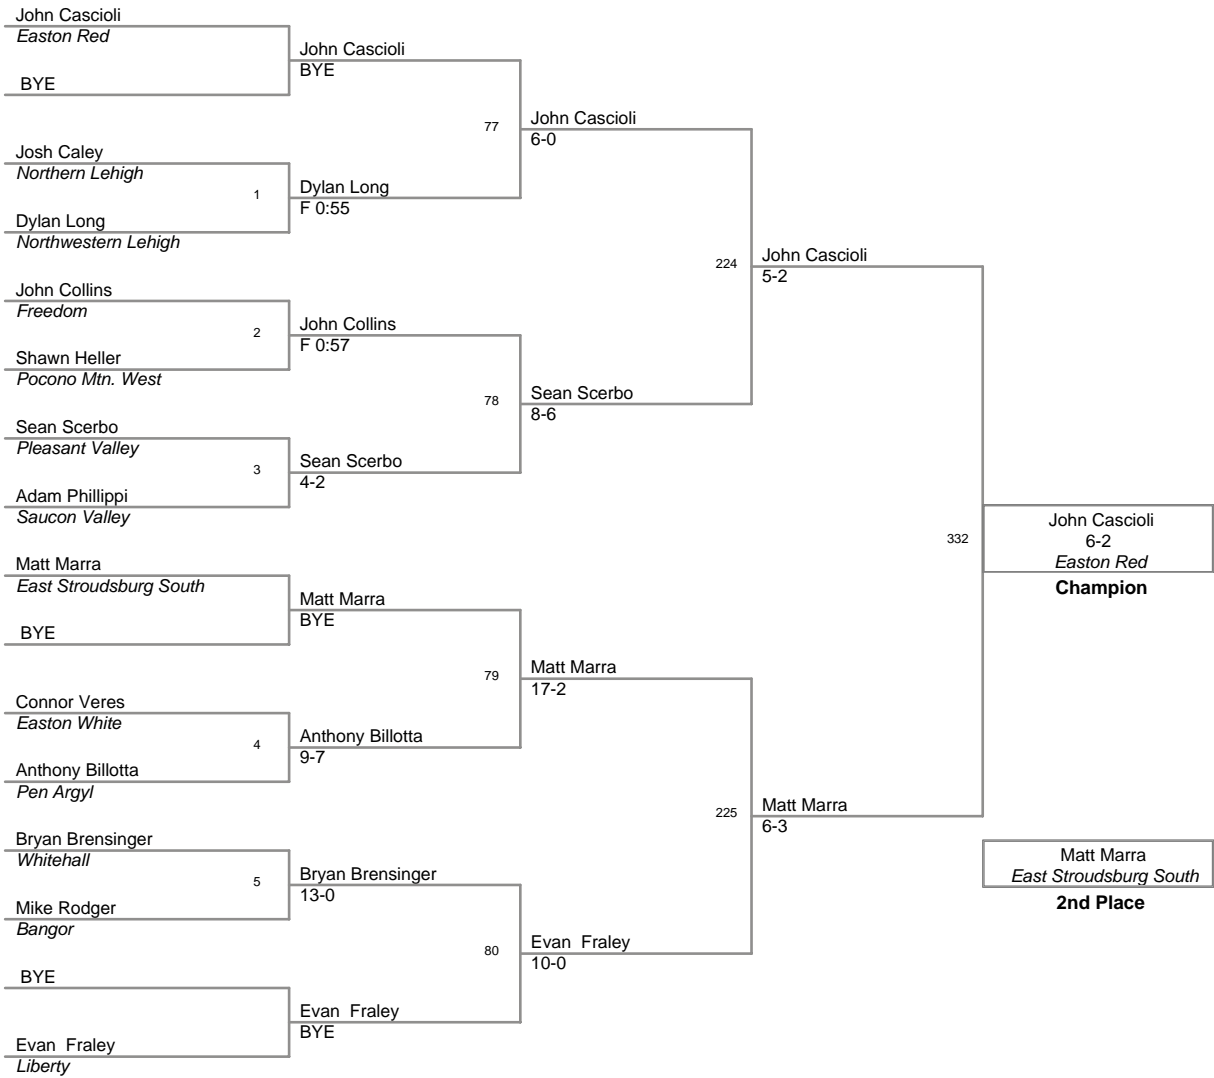 John Cascioli
Easton Red
BYE
Josh Caley
Northern Lehigh
Dylan Long
Northwestern Lehigh
John Collins
Freedom
Shawn Heller
Pocono Mtn. West
Sean Scerbo
Pleasant Valley
Adam Phillippi
Saucon Valley
Matt Marra
East Stroudsburg South
BYE
Connor Veres
Easton White
Anthony Billotta
Pen Argyl
Bryan Brensinger
Whitehall
Mike Rodger
Bangor
BYE
Evan Fraley
Liberty
1
2
3
4
5
John Cascioli
BYE
Dylan Long
F 0:55
John Collins
F 0:57
Sean Scerbo
4-2
Matt Marra
BYE
Anthony Billotta
9-7
Bryan Brensinger
13-0
Evan Fraley
BYE
77
78
79
80
John Cascioli
6-0
Sean Scerbo
8-6
Matt Marra
17-2
Evan Fraley
10-0
224
225
John Cascioli
5-2
Matt Marra
6-3
332
John Cascioli
6-2
Easton Red
Champion
Matt Marra
East Stroudsburg South
2nd Place